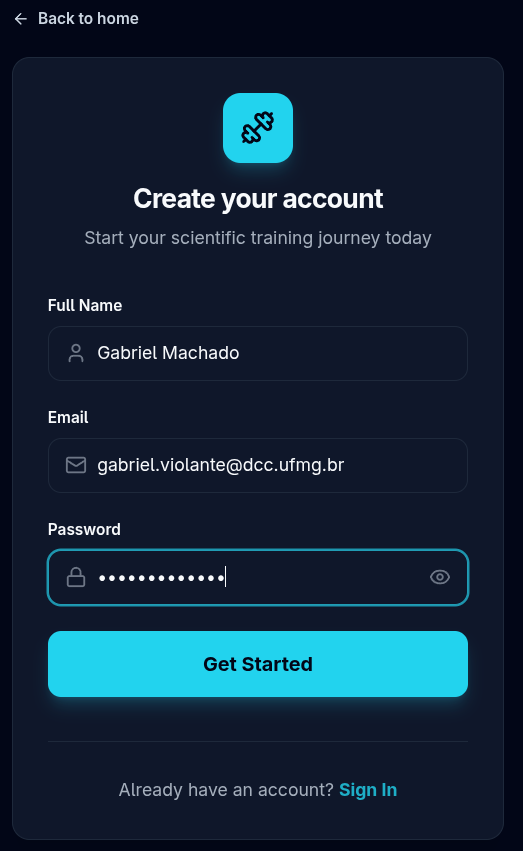 Back to home
Create your account
Start your scientific training journey today
Full Name
Gabriel Machado
Email
gabriel.violante@dcc.ufmg.br
Password
•••••••••••••
Get Started
Already have an account? Sign In